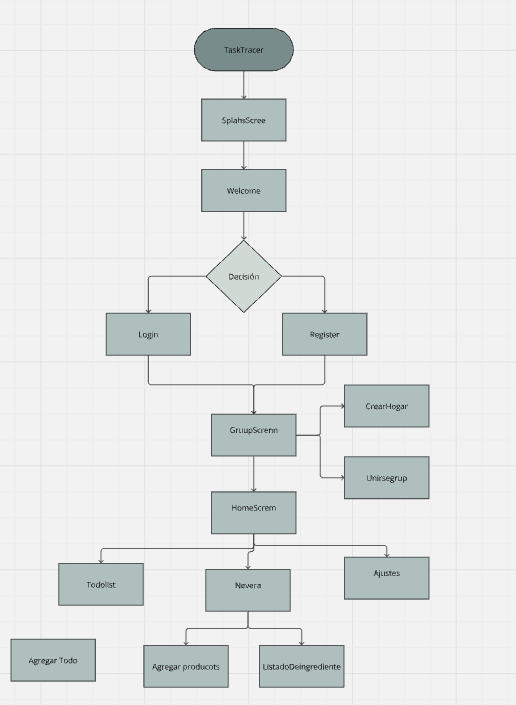 TaskTracer
SplahsScree
Welcome
Decisión
Login
Register
CrearHogar
GruupScrenn
Unirsegrup
HomeScrem
Todolist
Nevera
Ajustes
Agregar Todo
Agregar producots
ListadoDeingrediente